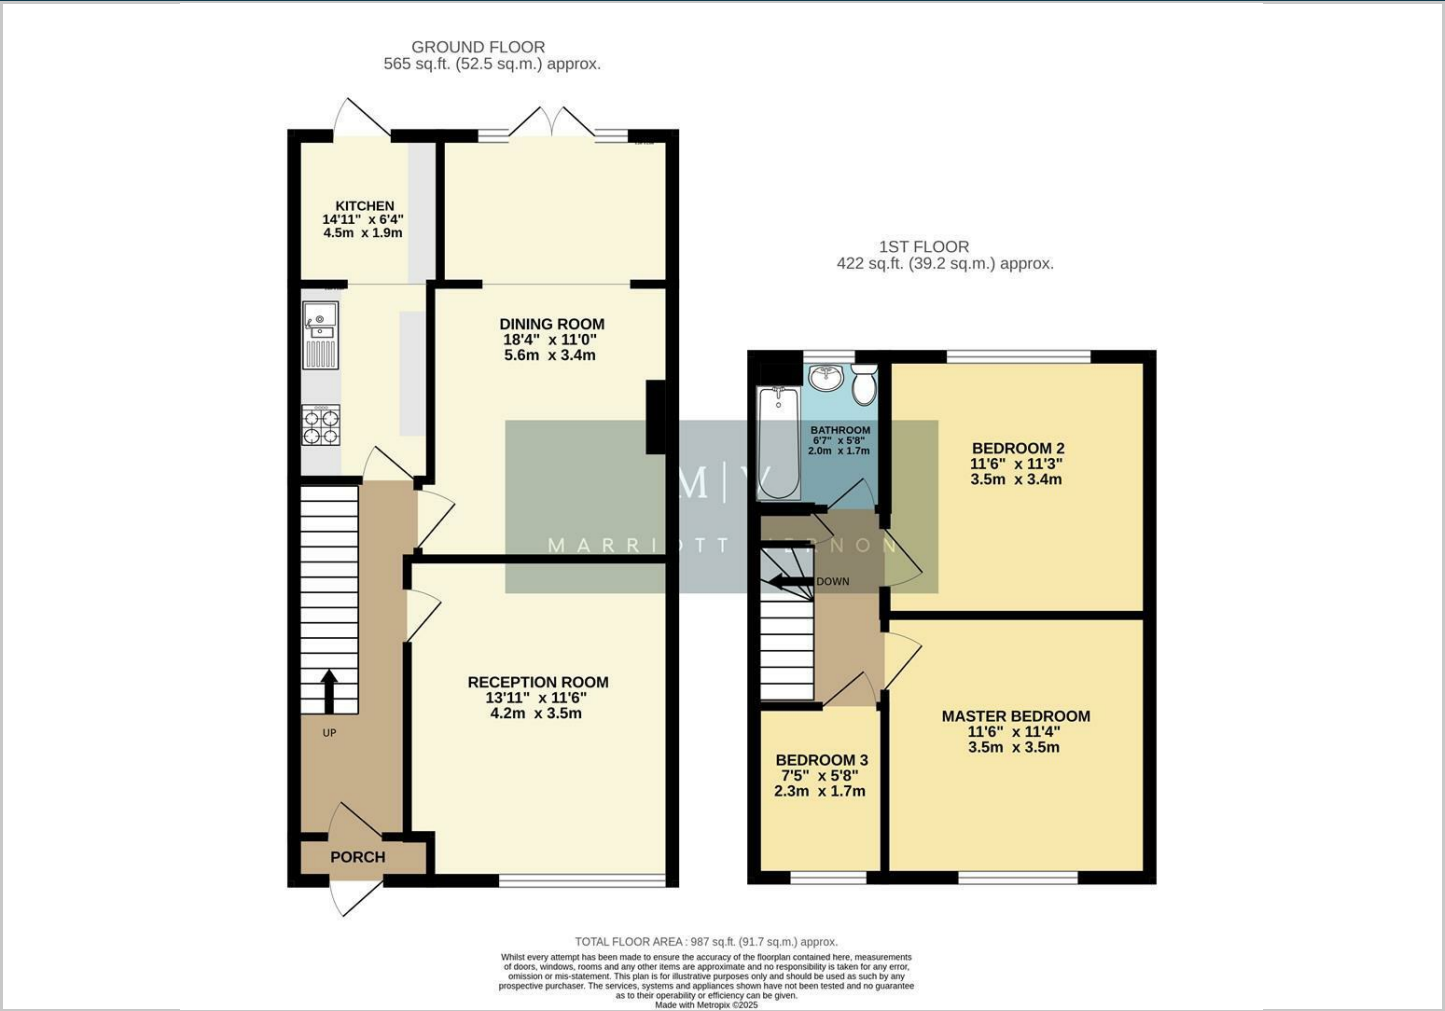 GROUND FLOOR
565 sq.ft. (52.5 sq.m.) approx.
KITCHEN
14'11" x 6'4"
4.5m x 1.9m
DINING ROOM
18'4" x 11'0"
5.6m x 3.4m
RECEPTION ROOM
13'11" x 11'6"
4.2m x 3.5m
UP
PORCH
1ST FLOOR
422 sq.ft. (39.2 sq.m.) approx.
BATHROOM
6'7" x 5'8"
2.0m x 1.7m
BEDROOM 2
11'6" x 11'3"
3.5m x 3.4m
DOWN
MASTER BEDROOM
11'6" x 11'4"
3.5m x 3.5m
BEDROOM 3
7'5" x 5'8"
2.3m x 1.7m
M|V
MARRIOTT VERNON
TOTAL FLOOR AREA : 987 sq.ft. (91.7 sq.m.) approx.
Whilst every attempt has been made to ensure the accuracy of the floorplan contained here, measurements
of doors, windows, rooms and any other items are approximate and no responsibility is taken for any error,
omission or mis-statement. This plan is for illustrative purposes only and should be used as such by any
prospective purchaser. The services, systems and appliances shown have not been tested and no guarantee
as to their operability or efficiency can be given.
Made with Metropix ©2025